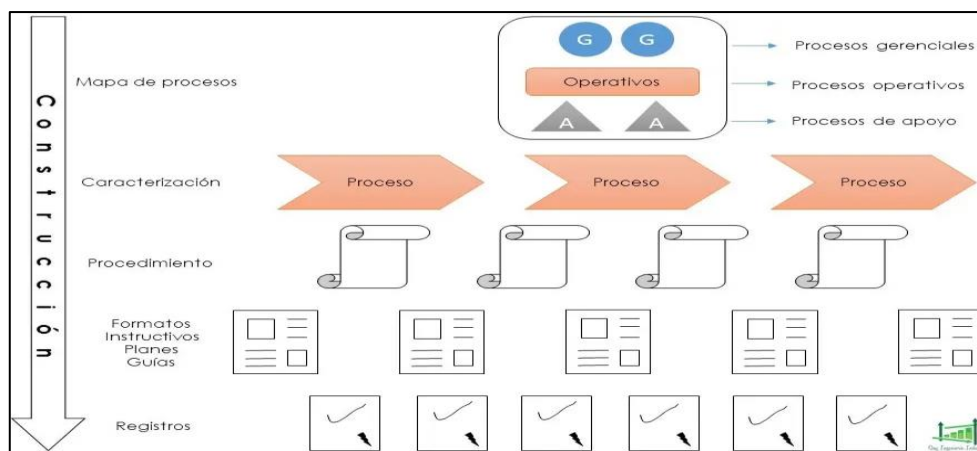 Construcción
Mapa de procesos
G G
Operativos
A A
Procesos gerenciales
Procesos operativos
Procesos de apoyo
Caracterización
Proceso Proceso Proceso
Procedimiento
Formatos
Instructivos
Planes
Guías
Registros